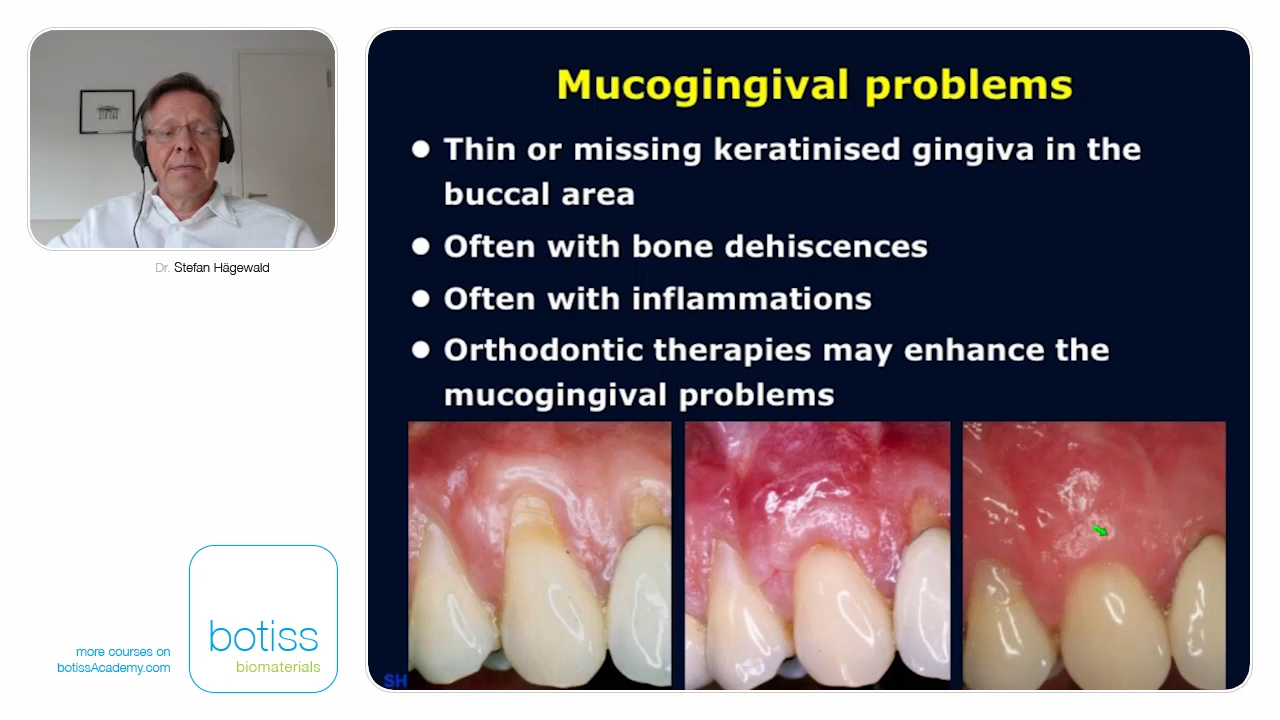 Mucogingival problems
Thin or missing keratinised gingiva in the
buccal area
Often with bone dehiscences
Often with inflammations
Orthodontic therapies may enhance the
mucogingival problems
SH
Dr. Stefan Hägewald
more courses on
botissAcademy.com
botiss
biomaterials